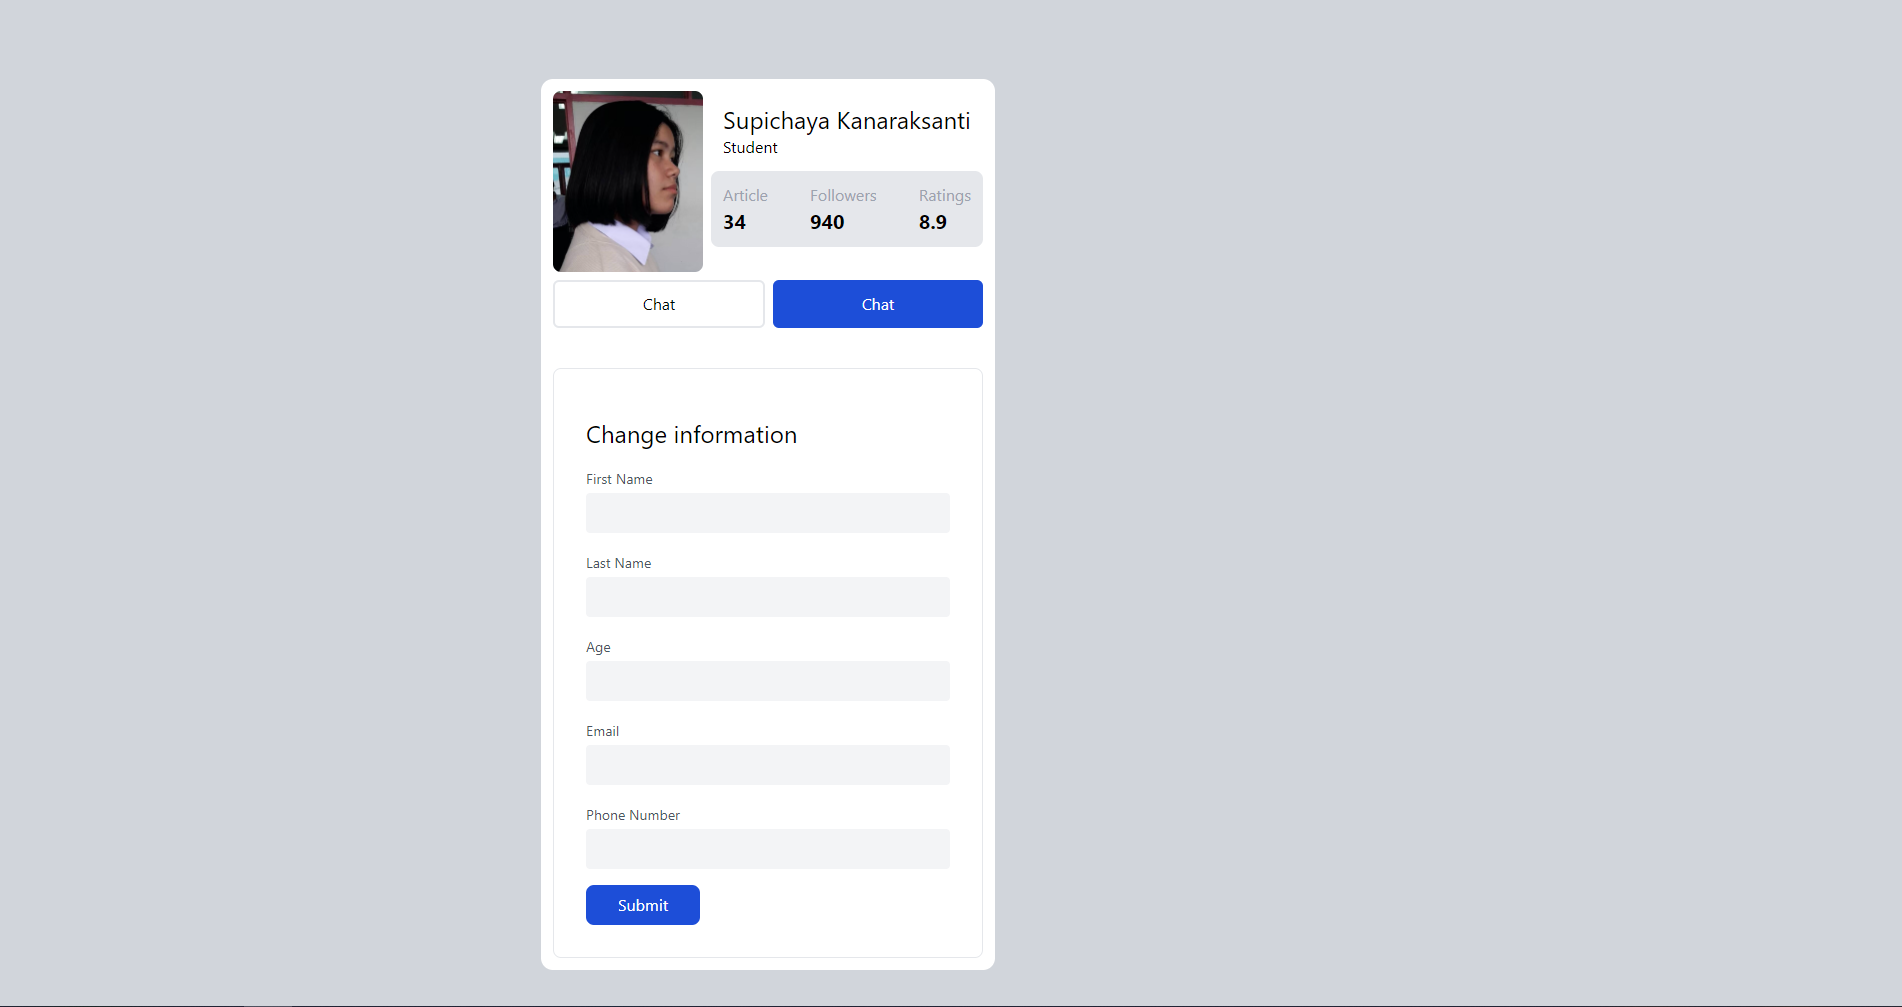 Supichaya Kanaraksanti
Student
Article Followers Ratings
34 940 8.9
Chat Chat
Change information
First Name
Last Name
Age
Email
Phone Number
Submit